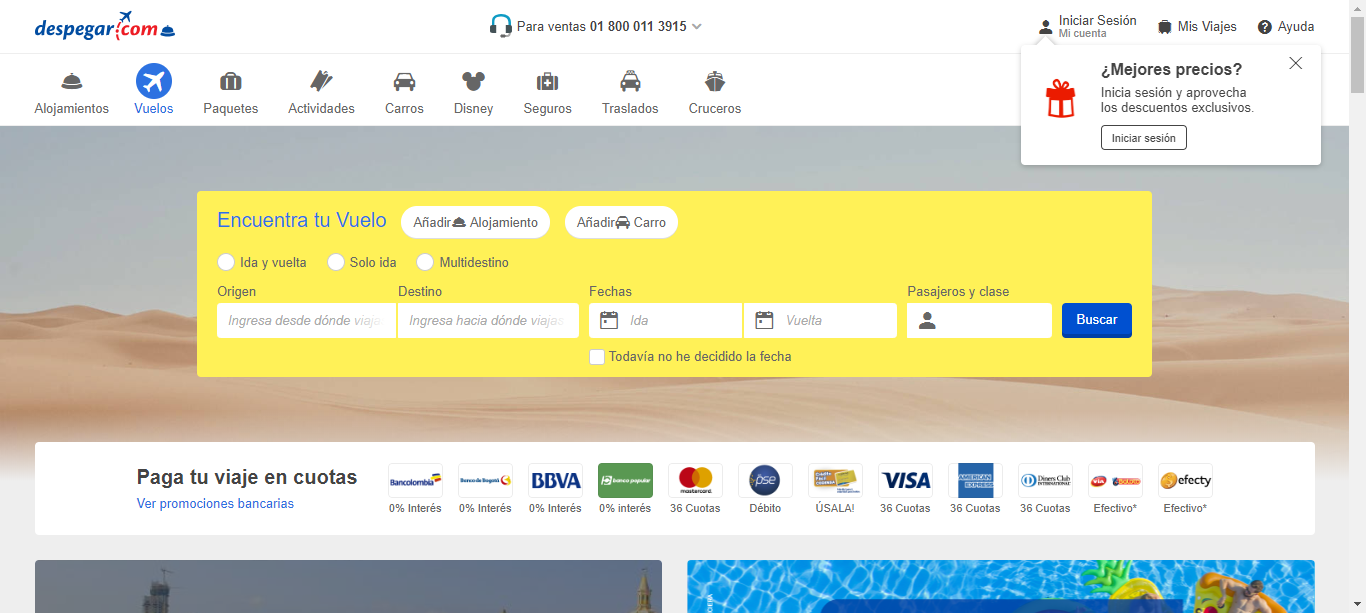 despegar.com
Para ventas 01 800 011 3915
Iniciar Sesión
Mi cuenta
Mis Viajes
Ayuda
Alojamientos
Vuelos
Paquetes
Actividades
Carros
Disney
Seguros
Traslados
Cruceros
¿Mejores precios?
Inicia sesión y aprovecha
los descuentos exclusivos.
Iniciar sesión
Encuentra tu Vuelo
Añadir Alojamiento
Añadir Carro
Ida y vuelta
Solo ida
Multidestino
Origen
Destino
Fechas
Pasajeros y clase
Ingresa desde dónde viaja
Ingresa hacia dónde viajas
Ida
Vuelta
Buscar
Todavía no he decidido la fecha
Paga tu viaje en cuotas
Ver promociones bancarias
Bancolombia
Banco de Bogotá
BBVA
banco popular
mastercard
pse
VISA
AMERICAN EXPRESS
Diners Club
INTERNATIONAL
VIA
BALOTO
efecty
0% Interés
0% Interés
0% Interés
0% interés
36 Cuotas
Débito
ÚSALA!
36 Cuotas
36 Cuotas
36 Cuotas
Efectivo*
Efectivo*